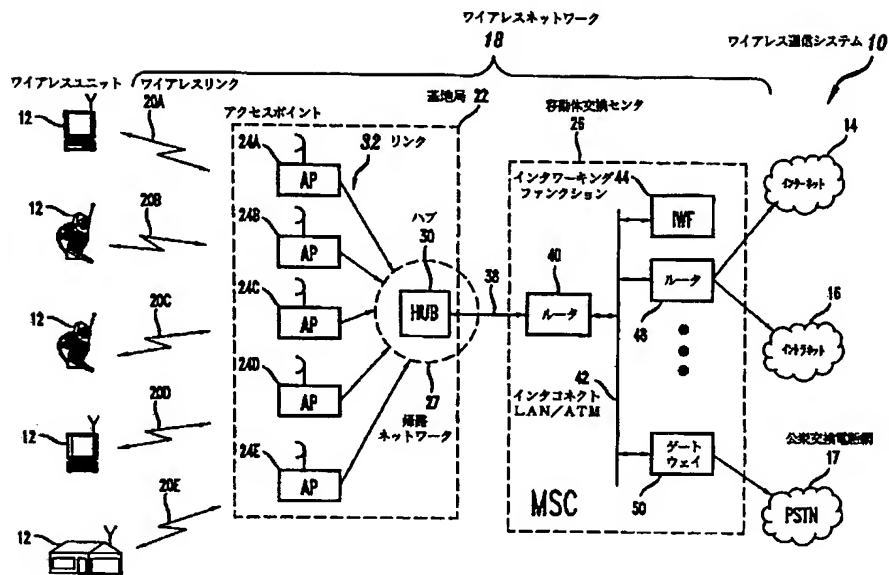 ワイアレスネットワーク
18
ワイアレス通信システム 10
ワイアレスユニット
ワイアレスリンク
アクセスポイント
基地局 22
移動体交換センタ
26
12
20A
24A
AP
32 リンク
12
20B
24B
AP
12
20C
24C
AP
12
20D
24D
AP
12
20E
24E
AP
ハブ
30
HUB
27
帰路
ネットワーク
38
40
ルータ
インタワーキング
ファンクション
44
IWF
ルータ
48
42
インタコネクト
LAN/ATM
ゲート
ウェイ
50
MSC
14
インターネット
16
イントラネット
公衆交換電話網
17
PSTN